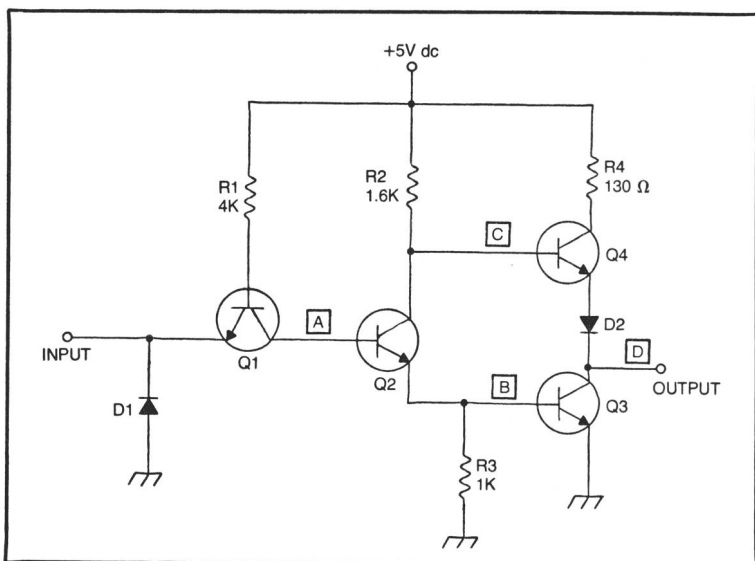 +5V dc
R1
4K
R2
1.6K
R4
130 Ω
C
Q4
A
D2
INPUT
Q1
D
Q2
OUTPUT
B
Q3
D1
R3
1K